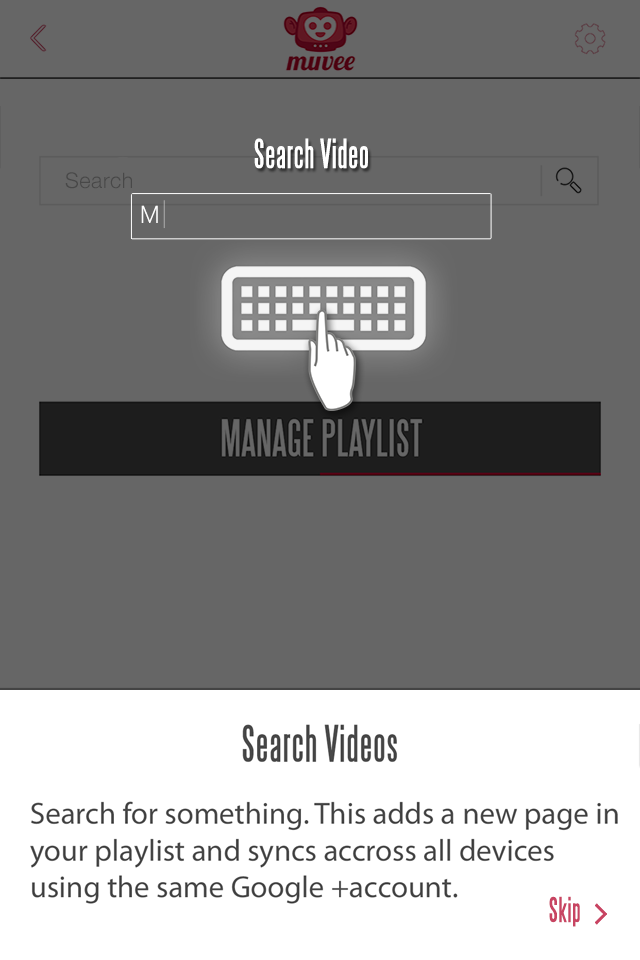 muvee
Search Video
Search
M
MANAGE PLAYLIST
Search Videos
Search for something. This adds a new page in
your playlist and syncs accross all devices
using the same Google +account.
Skip